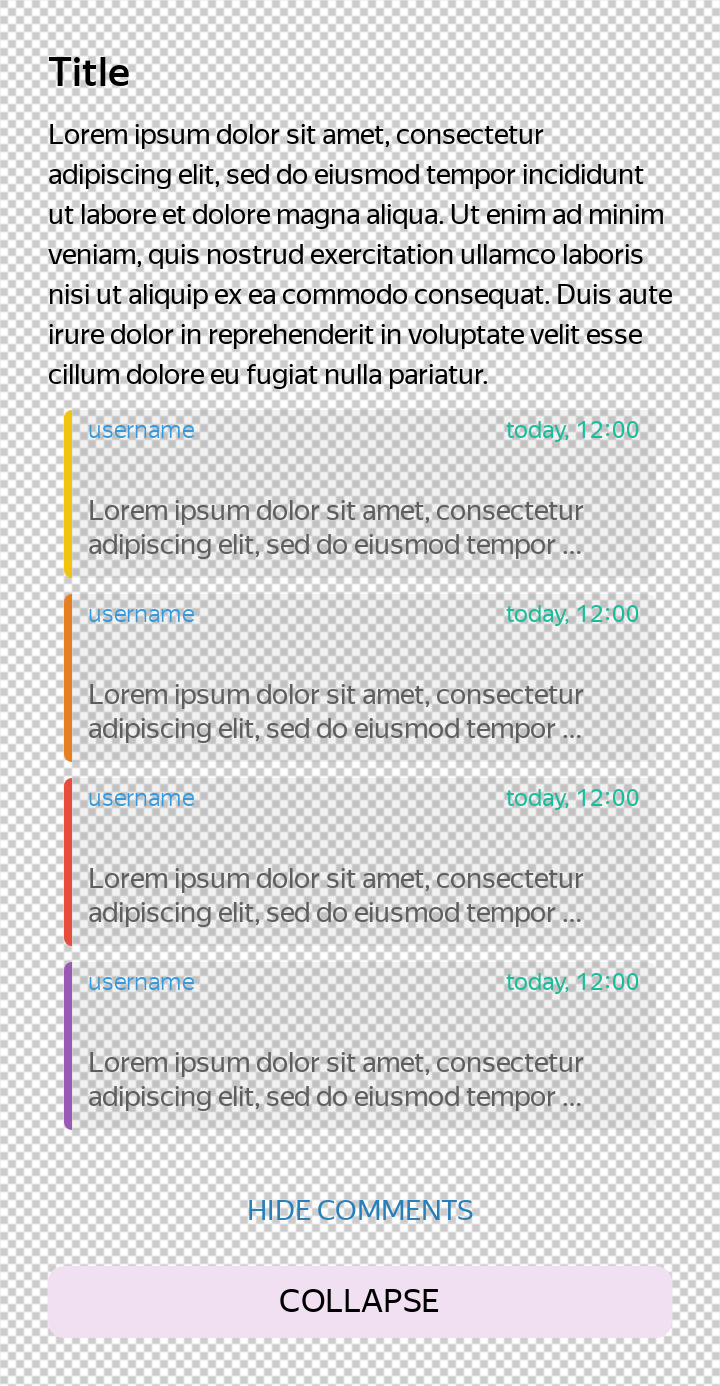 Title
Lorem ipsum dolor sit amet, consectetur
adipiscing elit, sed do eiusmod tempor incididunt
ut labore et dolore magna aliqua. Ut enim ad minim
veniam, quis nostrud exercitation ullamco laboris
nisi ut aliquip ex ea commodo consequat. Duis aute
irure dolor in reprehenderit in voluptate velit esse
cillum dolore eu fugiat nulla pariatur.
username today, 12:00
Lorem ipsum dolor sit amet, consectetur
adipiscing elit, sed do eiusmod tempor ...
username today, 12:00
Lorem ipsum dolor sit amet, consectetur
adipiscing elit, sed do eiusmod tempor ...
username today, 12:00
Lorem ipsum dolor sit amet, consectetur
adipiscing elit, sed do eiusmod tempor ...
username today, 12:00
Lorem ipsum dolor sit amet, consectetur
adipiscing elit, sed do eiusmod tempor ...
HIDE COMMENTS
COLLAPSE